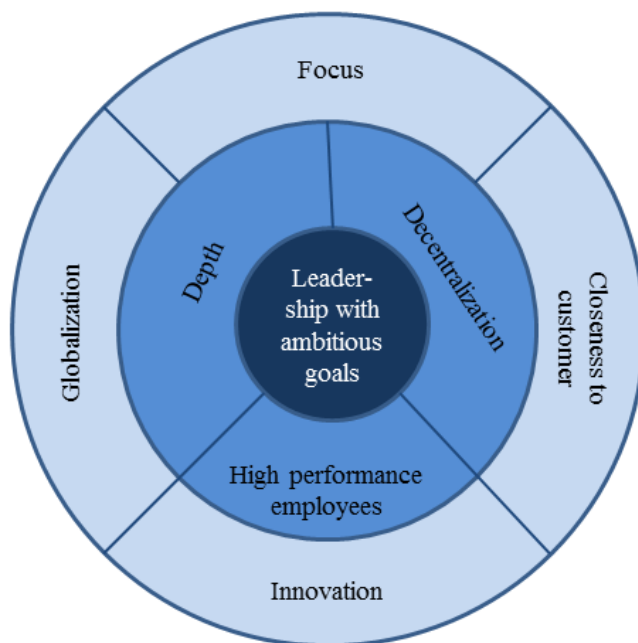 Focus
Depth
Decentralization
Globalization
Leader-
ship with
ambitious
goals
Closeness to
customer
High performance
employees
Innovation